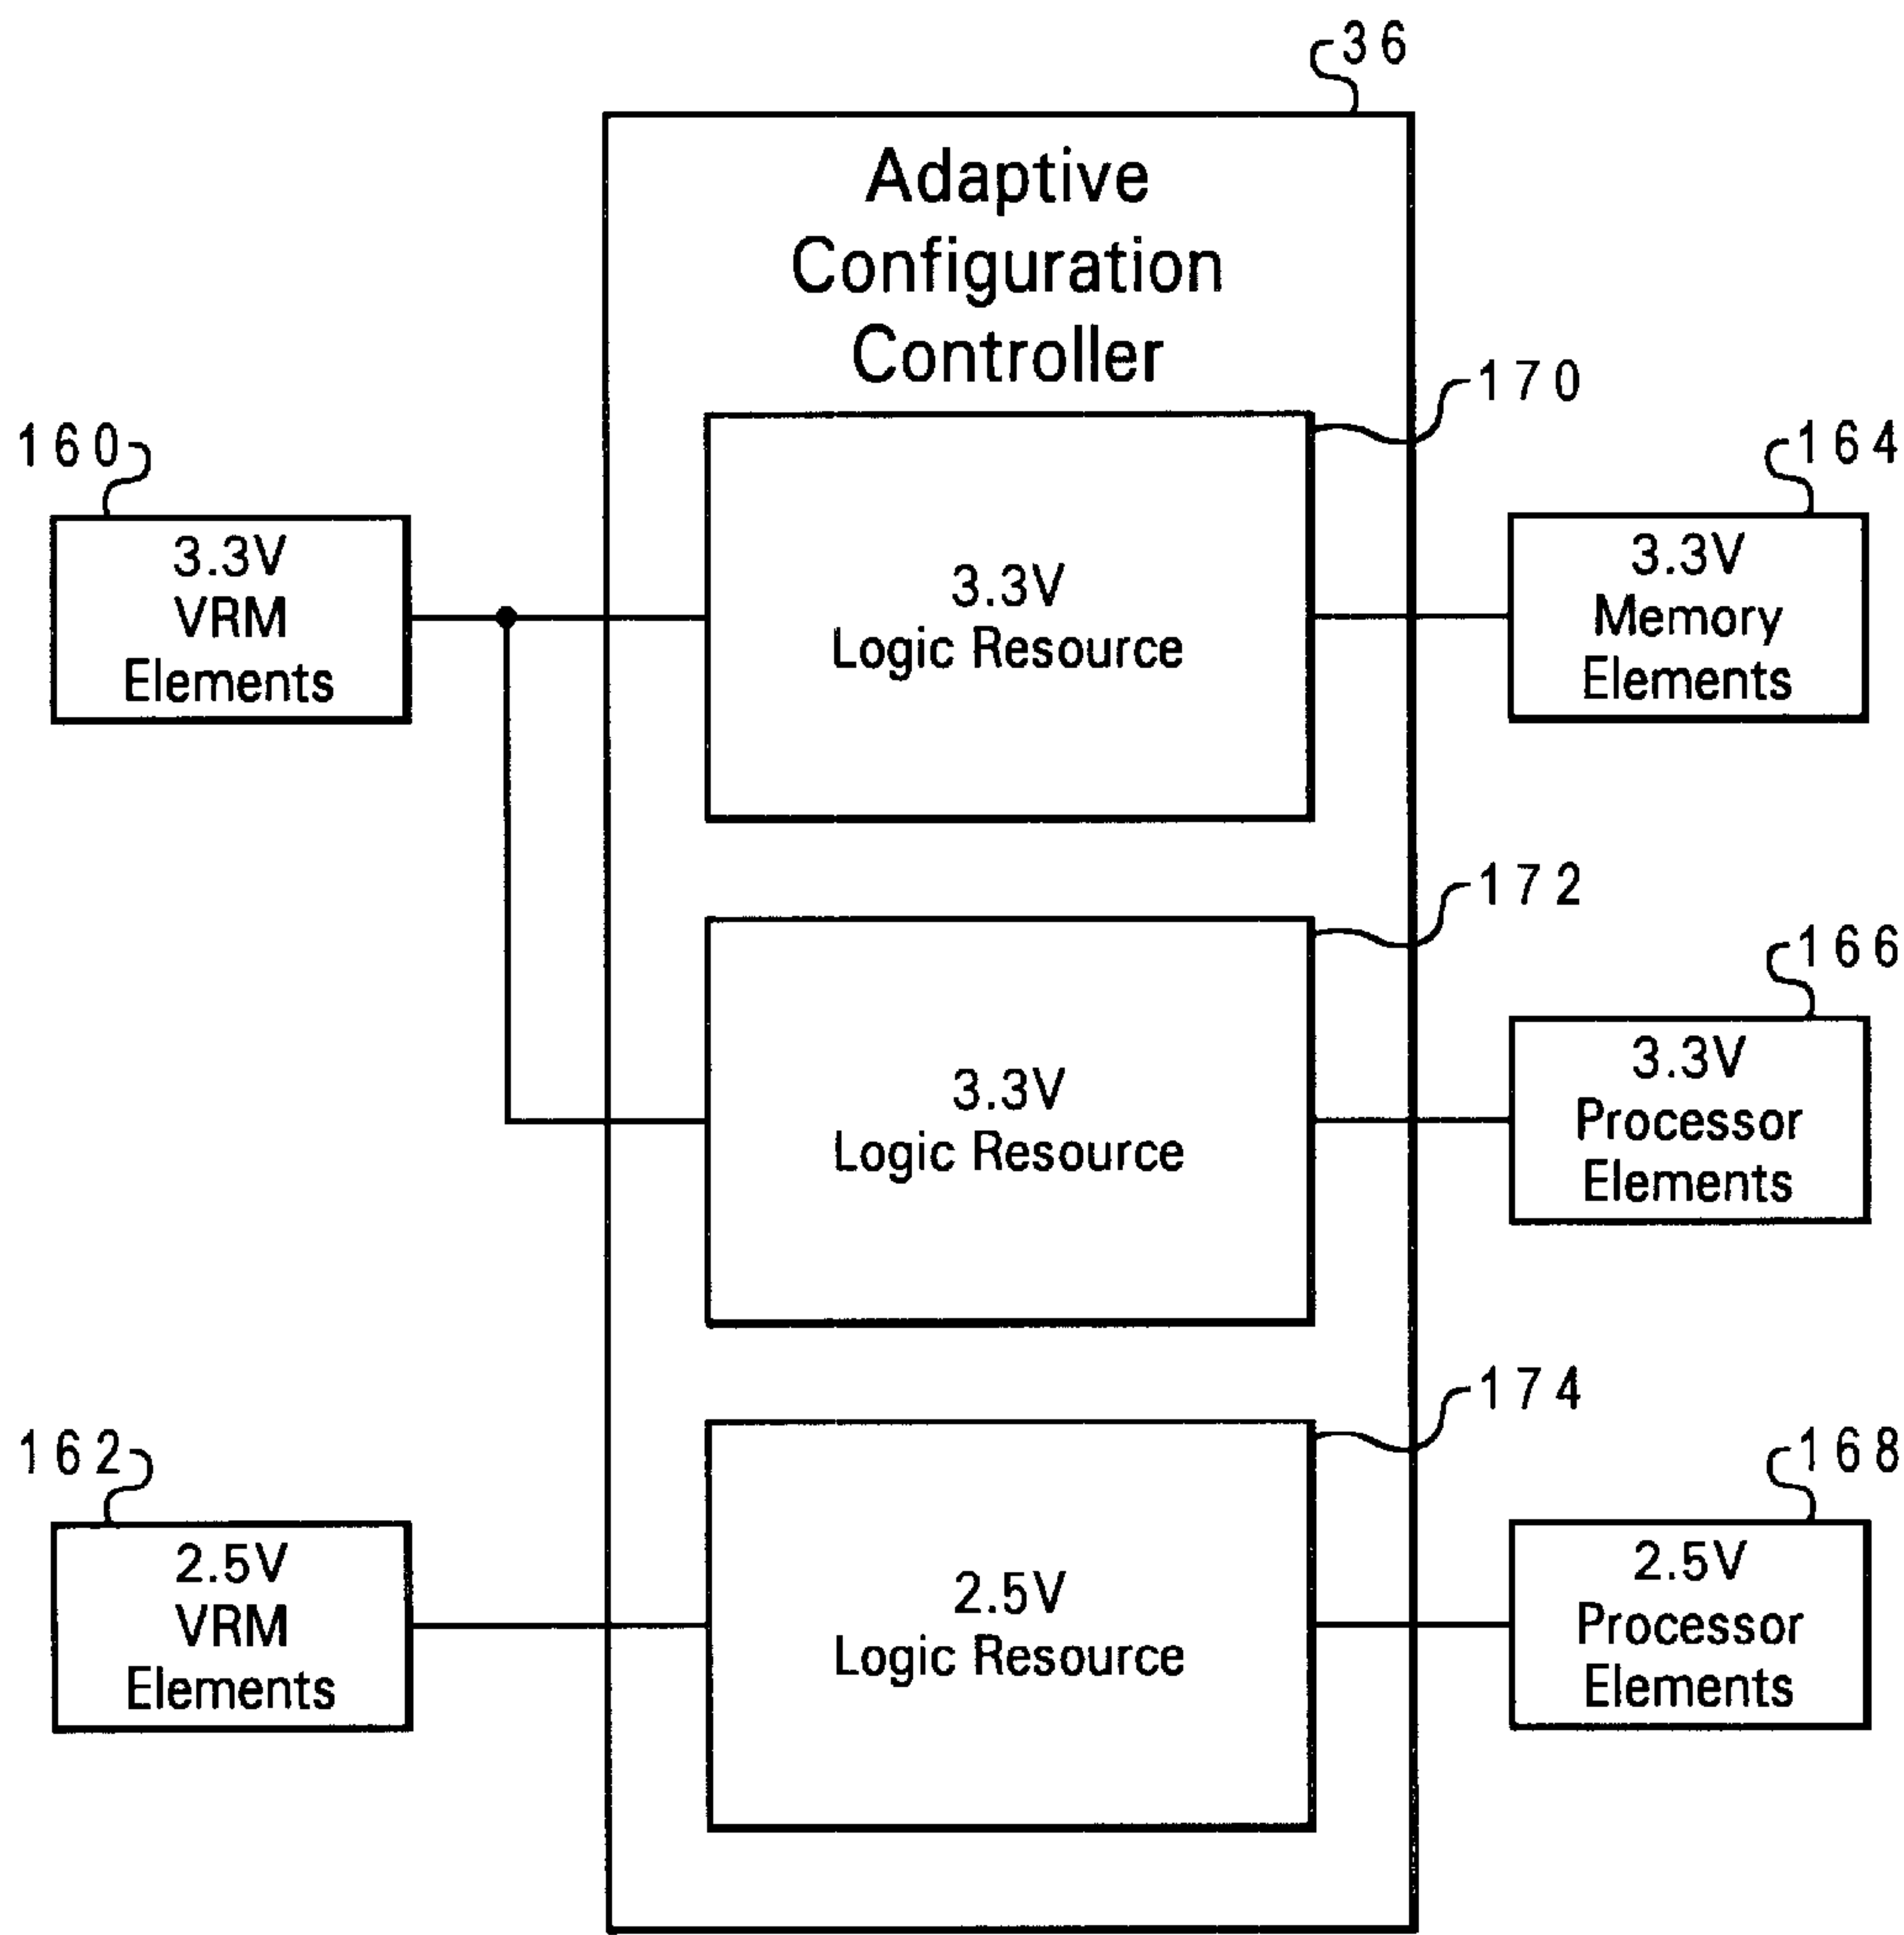 36
Adaptive
Configuration
Controller
170
160
164
3.3V
VRM
Elements
3.3V
Logic Resource
3.3V
Memory
Elements
172
166
3.3V
Logic Resource
3.3V
Processor
Elements
174
162
168
2.5V
VRM
Elements
2.5V
Logic Resource
2.5V
Processor
Elements